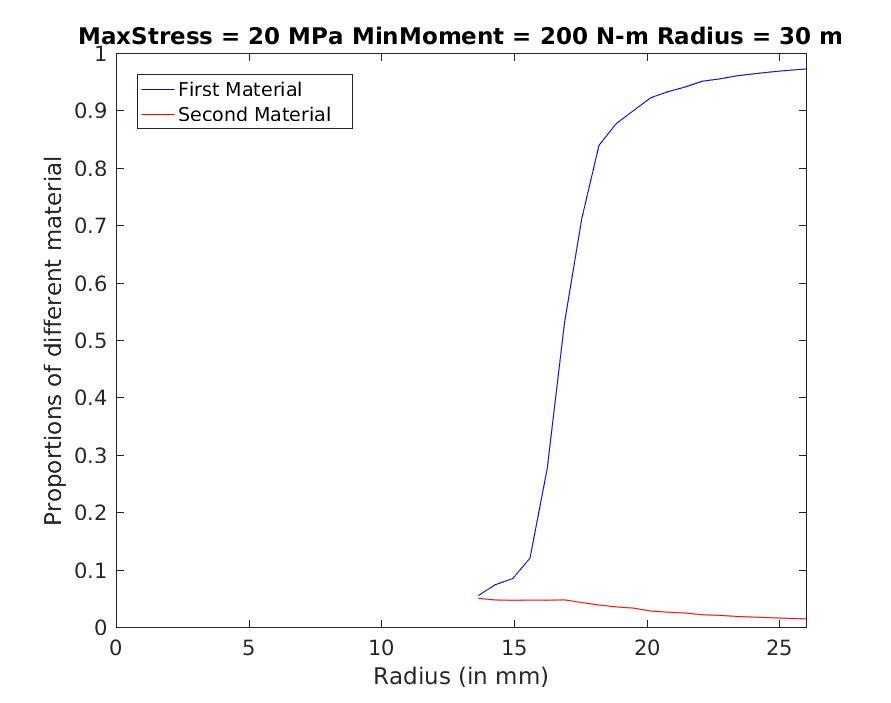 MaxStress = 20 MPa MinMoment = 200 N-m Radius = 30 m
First Material
Second Material
Proportions of different material
1
0.9
0.8
0.7
0.6
0.5
0.4
0.3
0.2
0.1
0
0 5 10 15 20 25
Radius (in mm)